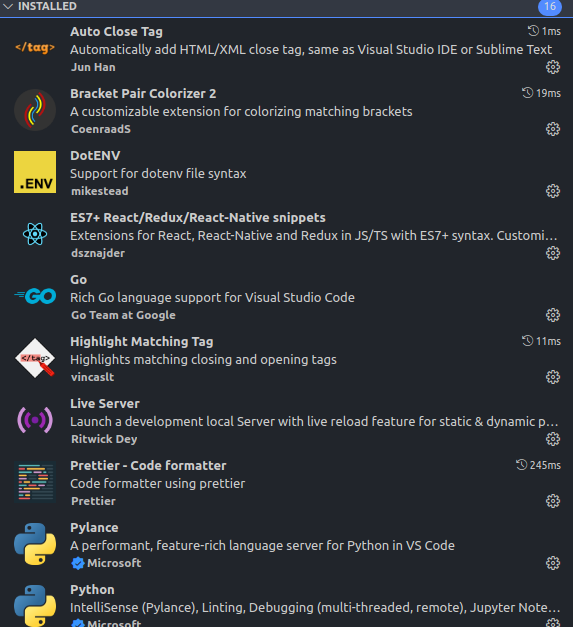 INSTALLED 16
Auto Close Tag 1ms
Automatically add HTML/XML close tag, same as Visual Studio IDE or Sublime Text
Jun Han
</tag>
Bracket Pair Colorizer 2 19ms
A customizable extension for colorizing matching brackets
CoenraadS
DotENV
Support for dotenv file syntax
mikestead
.ENV
ES7+ React/Redux/React-Native snippets
Extensions for React, React-Native and Redux in JS/TS with ES7+ syntax. Customi...
dsznajder
Go
Rich Go language support for Visual Studio Code
Go Team at Google
GO
Highlight Matching Tag 11ms
Highlights matching closing and opening tags
vincaslt
</tag>
Live Server
Launch a development local Server with live reload feature for static & dynamic p...
Ritwick Dey
Prettier - Code formatter 245ms
Code formatter using prettier
Prettier
Pylance
A performant, feature-rich language server for Python in VS Code
Microsoft
Python
IntelliSense (Pylance), Linting, Debugging (multi-threaded, remote), Jupyter Note...
Microsoft